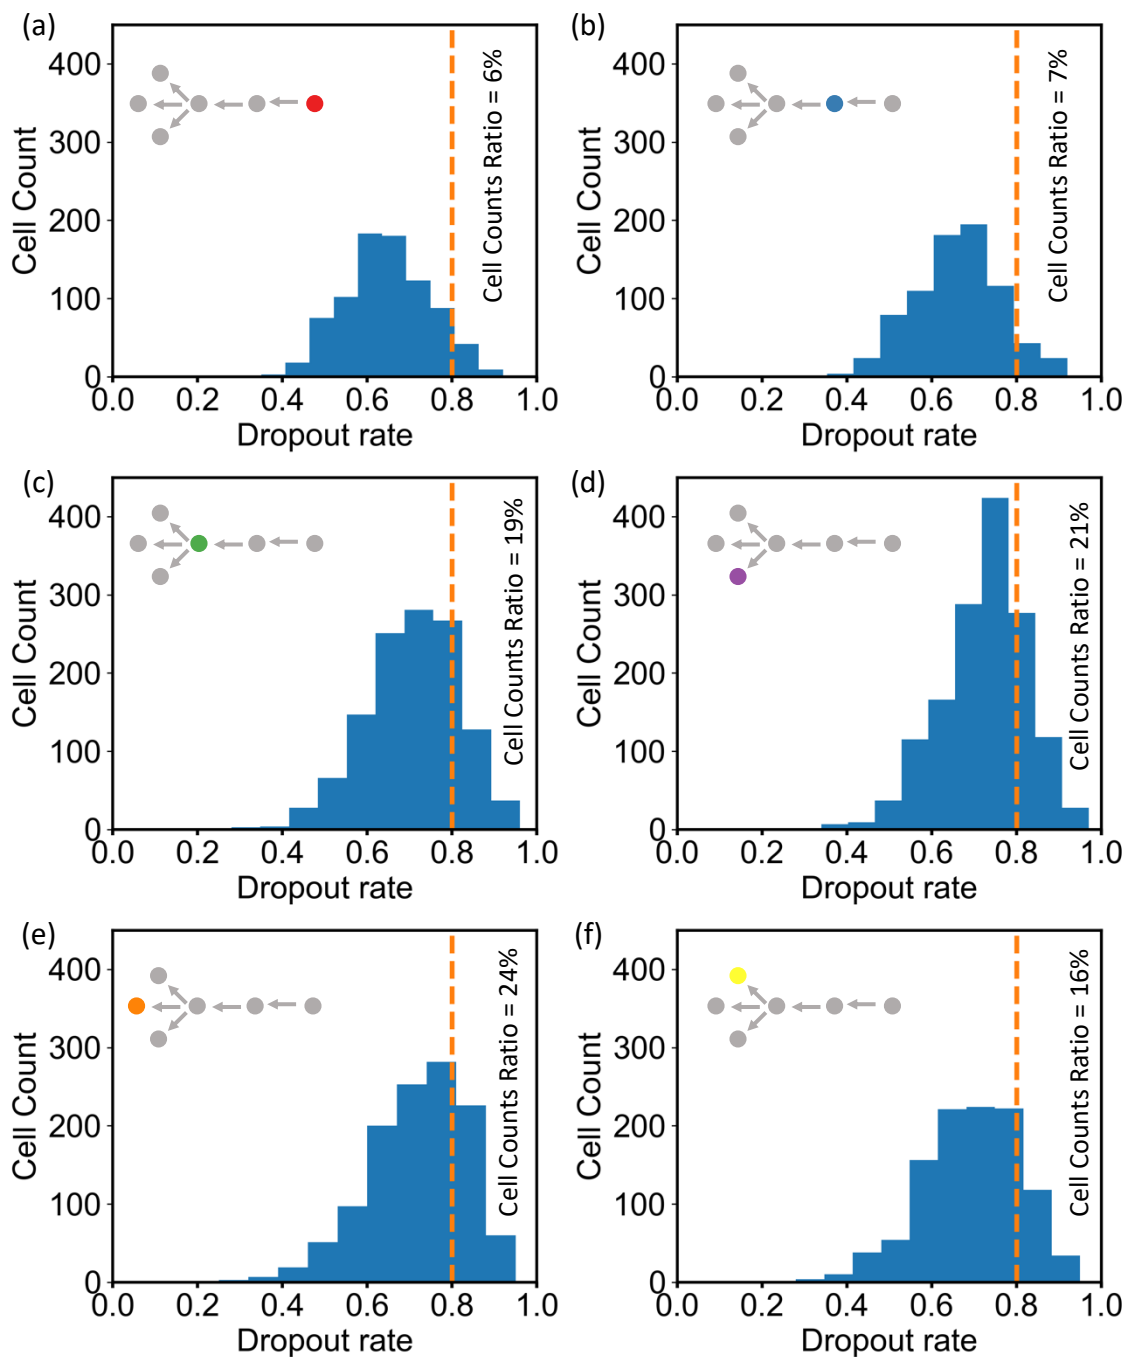 (a)
400
300
200
100
0
Cell Count
Cell Counts Ratio = 6%
0.0 0.2 0.4 0.6 0.8 1.0
Dropout rate
(b)
400
300
200
100
0
Cell Count
Cell Counts Ratio = 7%
0.0 0.2 0.4 0.6 0.8 1.0
Dropout rate
(c)
400
300
200
100
0
Cell Count
Cell Counts Ratio = 19%
0.0 0.2 0.4 0.6 0.8 1.0
Dropout rate
(d)
400
300
200
100
0
Cell Count
Cell Counts Ratio = 21%
0.0 0.2 0.4 0.6 0.8 1.0
Dropout rate
(e)
400
300
200
100
0
Cell Count
Cell Counts Ratio = 24%
0.0 0.2 0.4 0.6 0.8 1.0
Dropout rate
(f)
400
300
200
100
0
Cell Count
Cell Counts Ratio = 16%
0.0 0.2 0.4 0.6 0.8 1.0
Dropout rate